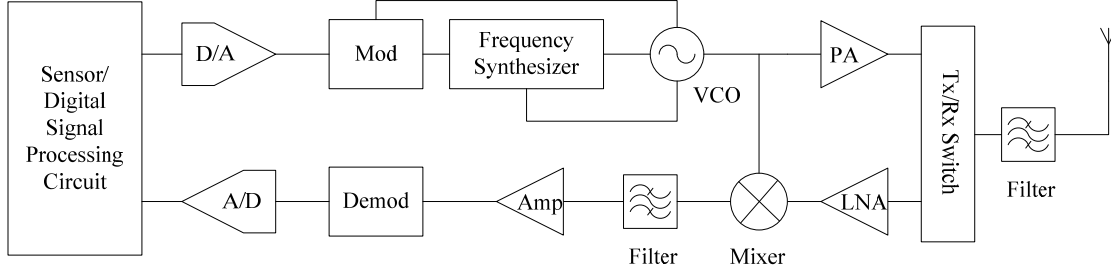 Sensor/
Digital
Signal
Processing
Circuit
D/A
Mod
Frequency
Synthesizer
VCO
PA
Tx/Rx Switch
Filter
A/D
Demod
Amp
Filter
Mixer
LNA